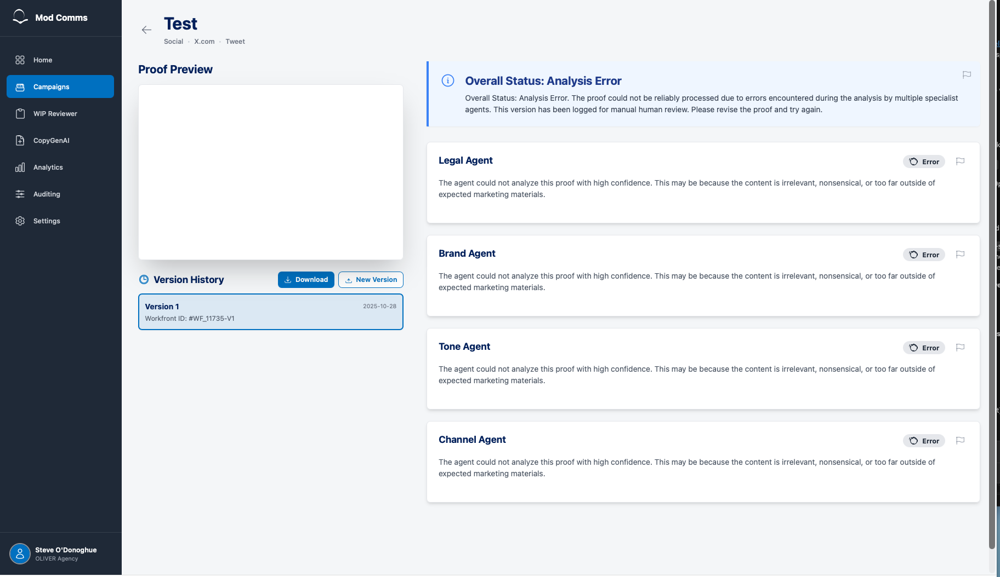 Mod Comms
Home
Campaigns
WIP Reviewer
CopyGenAI
Analytics
Auditing
Settings
Steve O'Donoghue
OLIVER Agency
Test
Social • X.com • Tweet
Proof Preview
Version History
Download
New Version
Version 1
2025-10-28
Workfront ID: #WF_11735-V1
Overall Status: Analysis Error
Overall Status: Analysis Error. The proof could not be reliably processed due to errors encountered during the analysis by multiple specialist
agents. This version has been logged for manual human review. Please revise the proof and try again.
Legal Agent
Error
The agent could not analyze this proof with high confidence. This may be because the content is irrelevant, nonsensical, or too far outside of
expected marketing materials.
Brand Agent
Error
The agent could not analyze this proof with high confidence. This may be because the content is irrelevant, nonsensical, or too far outside of
expected marketing materials.
Tone Agent
Error
The agent could not analyze this proof with high confidence. This may be because the content is irrelevant, nonsensical, or too far outside of
expected marketing materials.
Channel Agent
Error
The agent could not analyze this proof with high confidence. This may be because the content is irrelevant, nonsensical, or too far outside of
expected marketing materials.